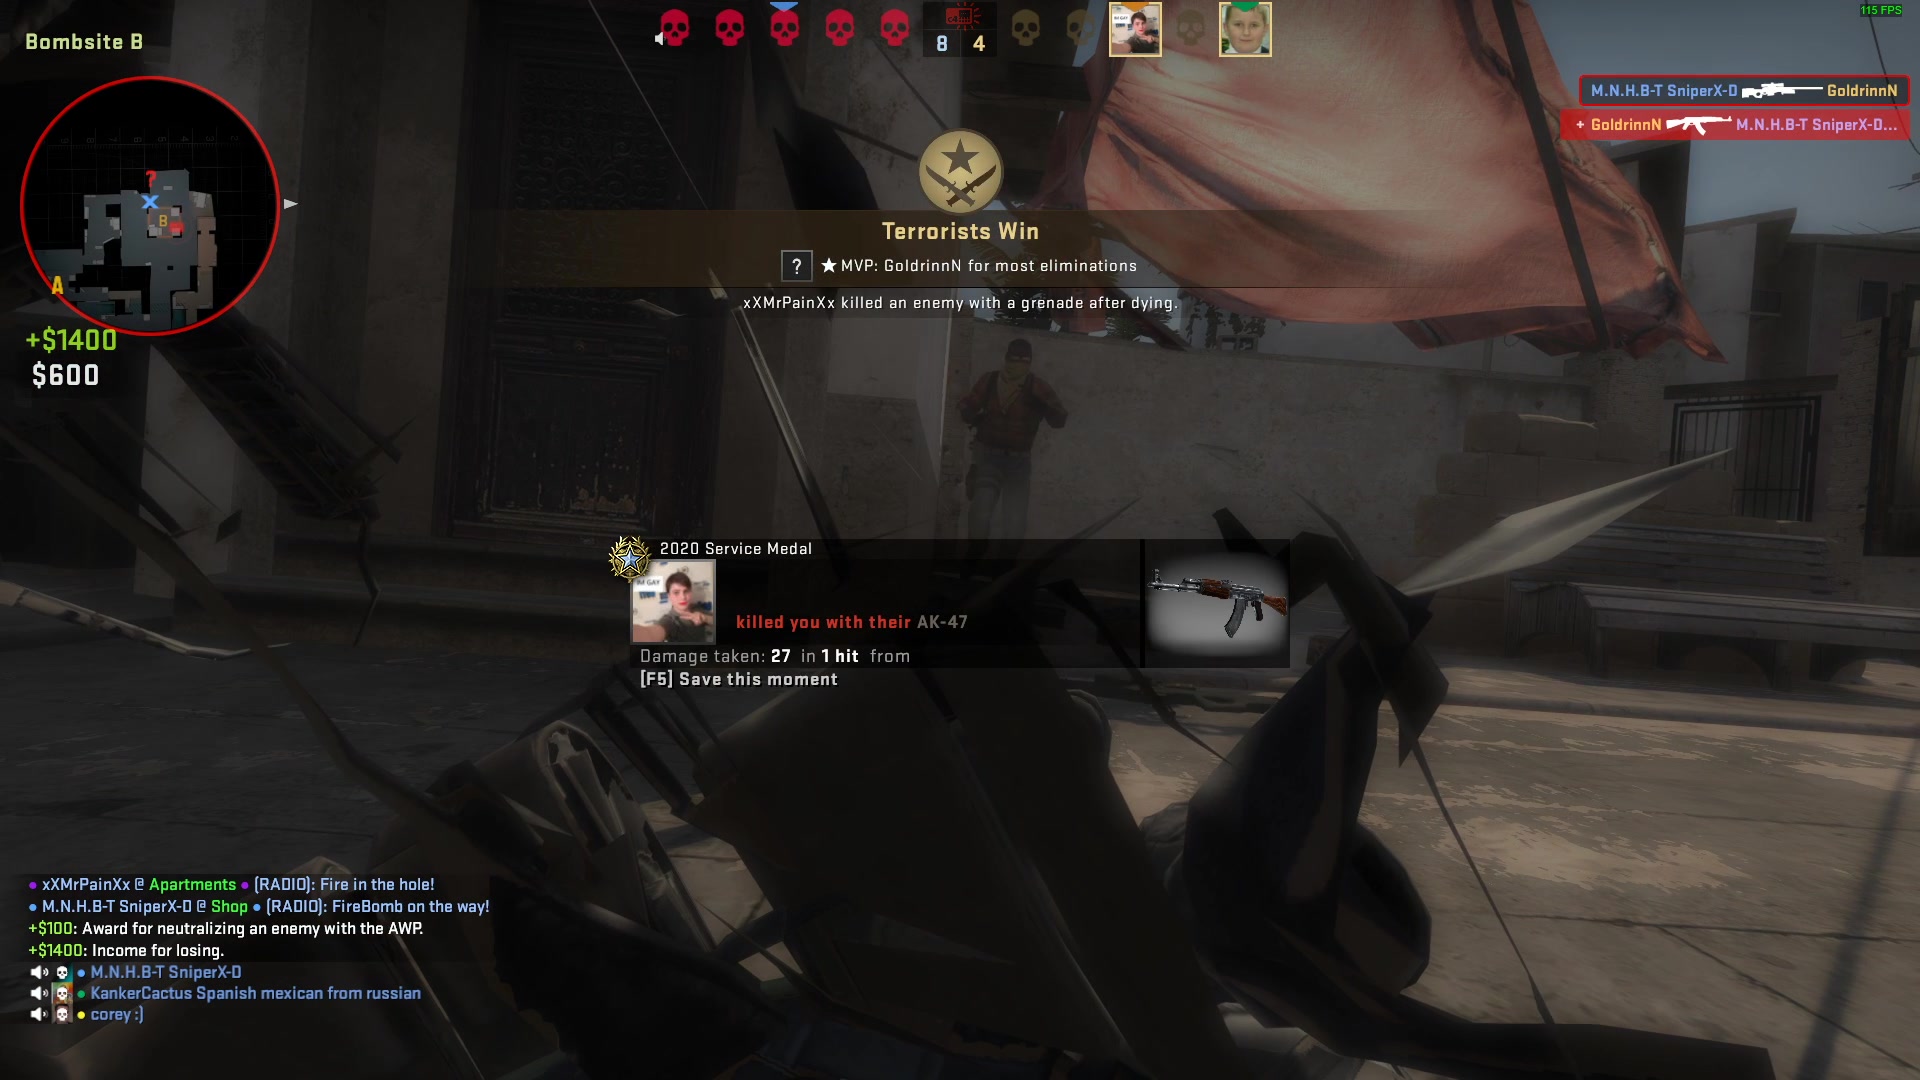 115 FPS
Bombsite B
8 4
M.N.H.B-T SniperX-D GoldrinnN
+ GoldrinnN M.N.H.B-T SniperX-D...
Terrorists Win
? ★ MVP: GoldrinnN for most eliminations
xXMrPainXx killed an enemy with a grenade after dying.
?
X
B
A
+$1400
$600
2020 Service Medal
IM GAY
killed you with their AK-47
Damage taken: 27 in 1 hit from
[F5] Save this moment
• xXMrPainXx @ Apartments • (RADIO): Fire in the hole!
• M.N.H.B-T SniperX-D @ Shop • (RADIO): FireBomb on the way!
+$100: Award for neutralizing an enemy with the AWP.
+$1400: Income for losing.
• M.N.H.B-T SniperX-D
• KankerCactus Spanish mexican from russian
• corey :)